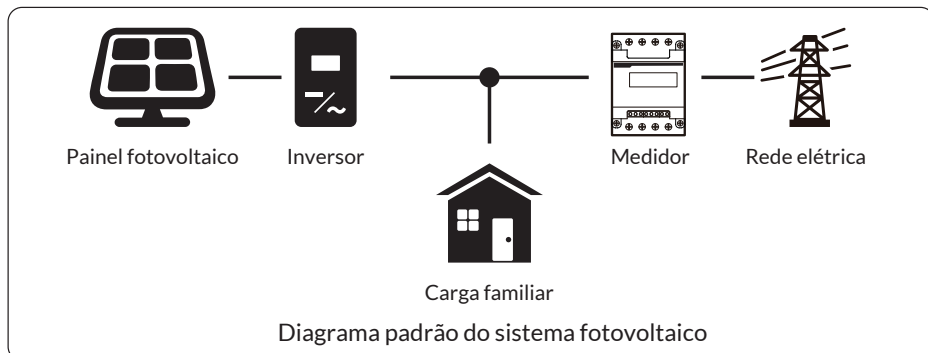 Painel fotovoltaico
Inversor
Medidor
Rede elétrica
Carga familiar
Diagrama padrão do sistema fotovoltaico